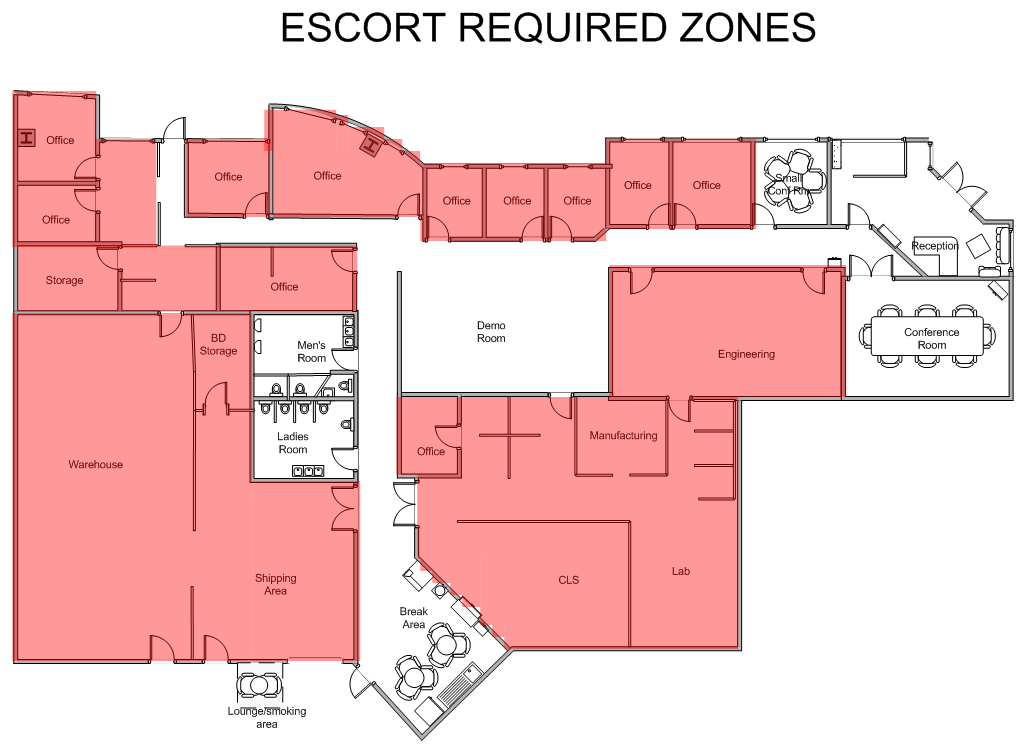 ESCORT REQUIRED ZONES
Office
Office
Office
Office
Office
Office
Office
Office
Office
Small
Conf Rm
Reception
Storage
Office
BD
Storage
Men's
Room
Demo
Room
Engineering
Conference
Room
Warehouse
Ladies
Room
Office
Manufacturing
Shipping
Area
CLS
Lab
Break
Area
Lounge/smoking
area